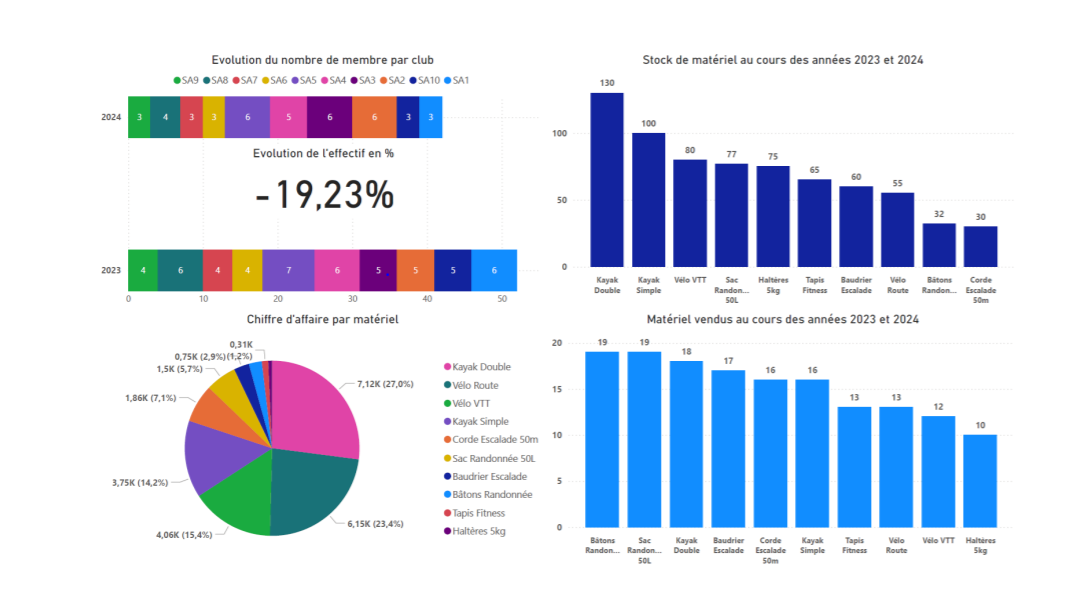 Evolution du nombre de membre par club
SA9 SA8 SA7 SA6 SA5 SA4 SA3 SA2 SA10 SA1
2024
3 4 3 3 6 5 6 6 3 3
Evolution de l'effectif en %
-19,23%
2023
4 6 4 4 7 6 5 5 5 6
0 10 20 30 40 50
Stock de matériel au cours des années 2023 et 2024
130
100
80
77
75
65
60
55
32
30
100
50
0
Kayak Double
Kayak Simple
Vélo VTT
Sac Randon... 50L
Haltères 5kg
Tapis Fitness
Baudrier Escalade
Vélo Route
Bâtons Randon...
Corde Escalade 50m
Chiffre d'affaire par matériel
0,31K
(1,2%)
0,75K (2,9%)
1,5K (5,7%)
1,86K (7,1%)
3,75K (14,2%)
4,06K (15,4%)
6,15K (23,4%)
7,12K (27,0%)
Kayak Double
Vélo Route
Vélo VTT
Kayak Simple
Corde Escalade 50m
Sac Randonnée 50L
Baudrier Escalade
Bâtons Randonnée
Tapis Fitness
Haltères 5kg
Matériel vendus au cours des années 2023 et 2024
20
15
10
5
0
19
19
18
17
16
16
13
13
12
10
Bâtons Randon...
Sac Randon... 50L
Kayak Double
Baudrier Escalade
Corde Escalade 50m
Kayak Simple
Tapis Fitness
Vélo Route
Vélo VTT
Haltères 5kg